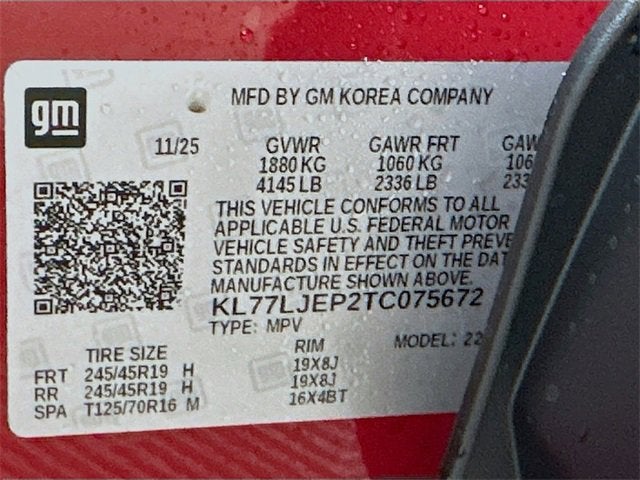 gm
MFD BY GM KOREA COMPANY
11/25 GVWR GAWR FRT
1880 KG 1060 KG
4145 LB 2336 LB
THIS VEHICLE CONFORMS TO ALL
APPLICABLE U.S. FEDERAL MOTOR
VEHICLE SAFETY AND THEFT
STANDARDS IN EFFECT ON THE
MANUFACTURE SHOWN ABOVE.
KL77LJEP2TC075672
TYPE: MPV MODEL:
TIRE SIZE RIM
FRT 245/45R19 H 19X8J
RR 245/45R19 H 19X8J
SPA T125/70R16 M 16X4BT